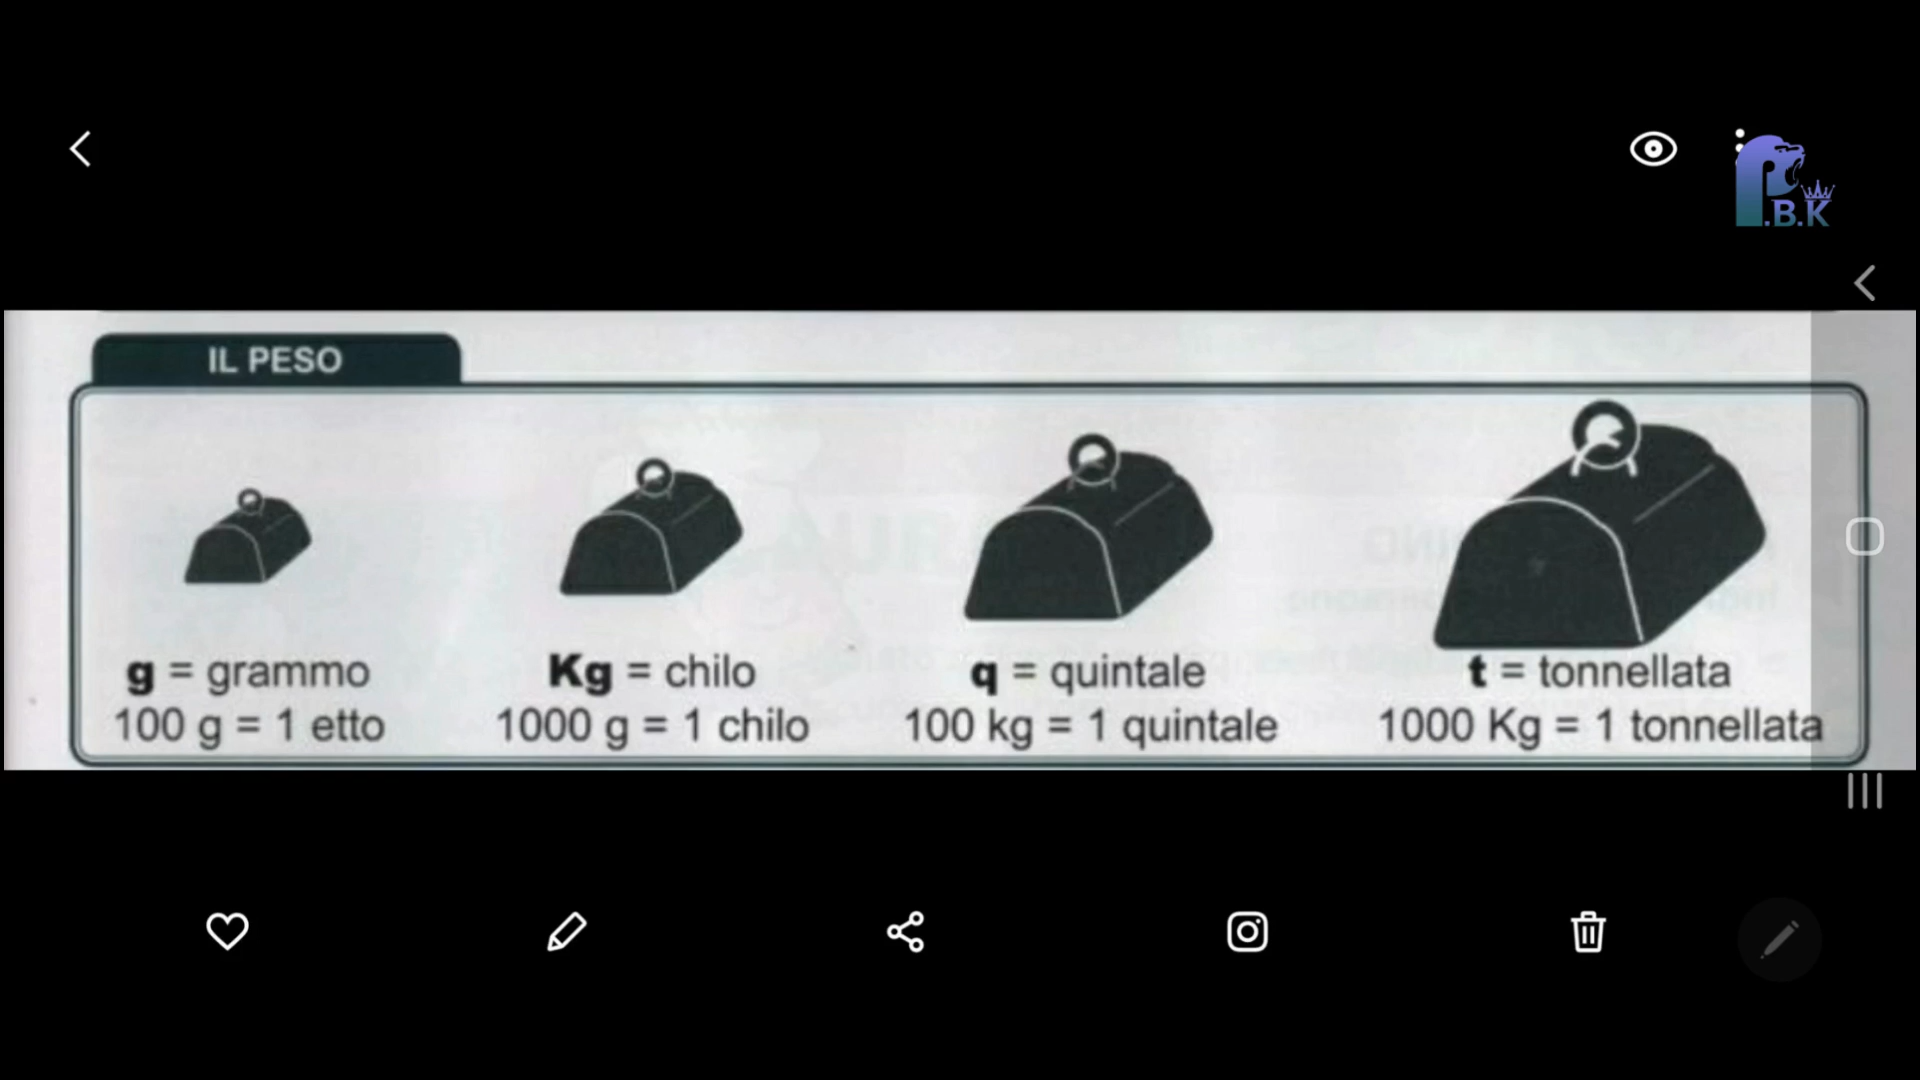 P.B.K
IL PESO
g = grammo
100 g = 1 etto
Kg = chilo
1000 g = 1 chilo
q = quintale
100 kg = 1 quintale
t = tonnellata
1000 Kg = 1 tonnellata